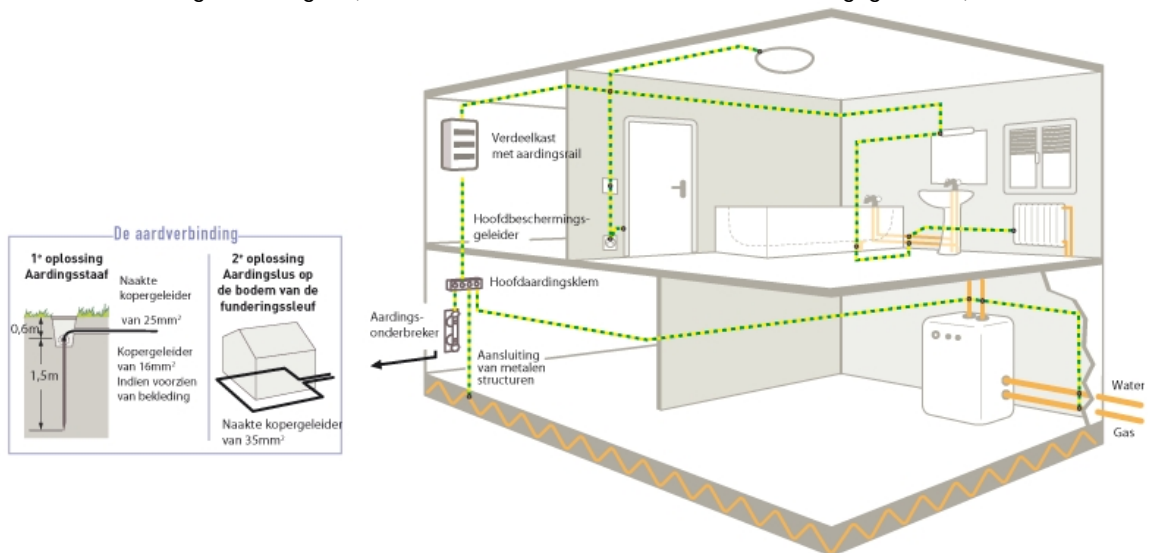 De aardverbinding
1e oplossing
Aardingsstaaf
Naakte
kopergeleider
van 25mm²
0,6m
Kopergeleider
van 16mm²
Indien voorzien
van bekleding
1,5m
2e oplossing
Aardingslus op
de bodem van de
funderingssleuf
Naakte kopergeleider
van 35mm²
Verdeelkast
met aardingsrail
Hoofdbeschermings-
geleider
Hoofdaardingsklem
Aardings-
onderbreker
Aansluiting
van metalen
structuren
Water
Gas